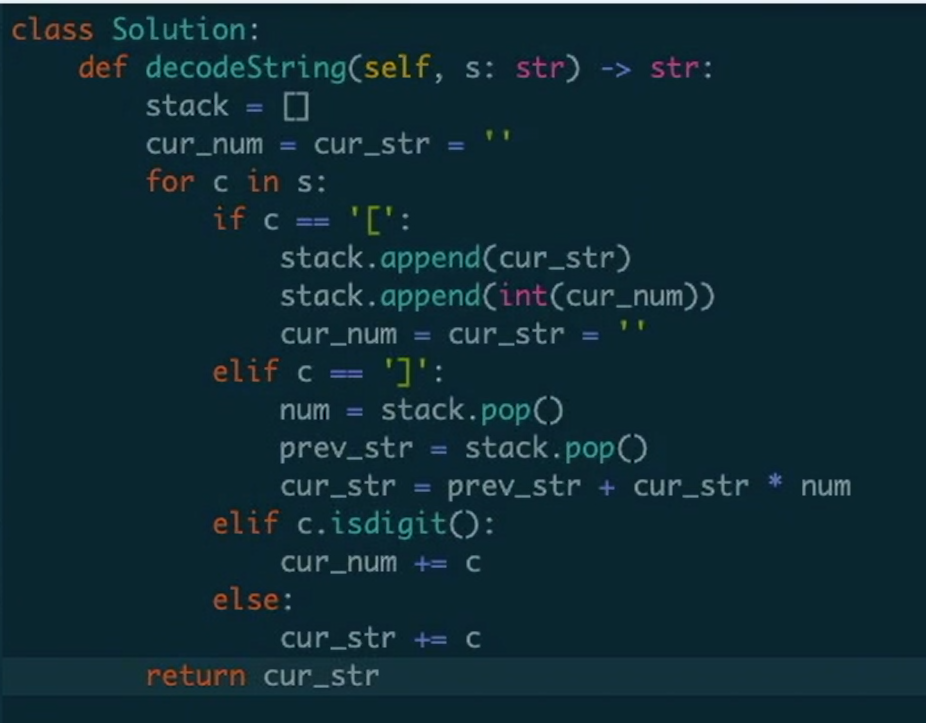 class Solution:
    def decodeString(self, s: str) -> str:
        stack = []
        cur_num = cur_str = ''
        for c in s:
            if c == '[':
                stack.append(cur_str)
                stack.append(int(cur_num))
                cur_num = cur_str = ''
            elif c == ']':
                num = stack.pop()
                prev_str = stack.pop()
                cur_str = prev_str + cur_str * num
            elif c.isdigit():
                cur_num += c
            else:
                cur_str += c
        return cur_str